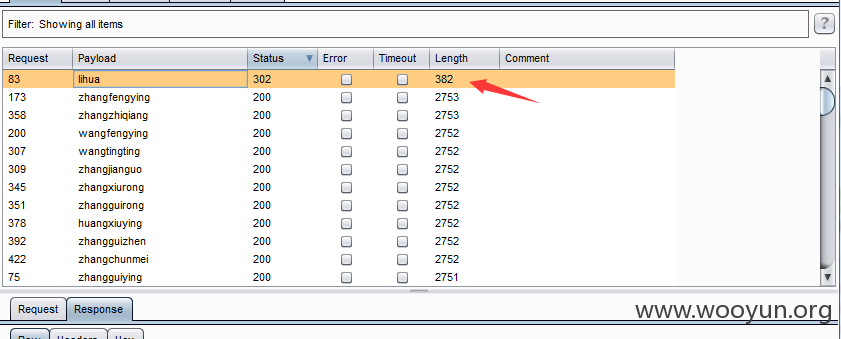 Filter: Showing all items
?
Request Payload Status Error Timeout Length Comment
83 lihua 302 382
173 zhangfengying 200 2753
358 zhangzhiqiang 200 2753
200 wangfengying 200 2752
307 wangtingting 200 2752
309 zhangjianguo 200 2752
345 zhangxiurong 200 2752
351 zhangguirong 200 2752
378 huangxiuying 200 2752
392 zhangguizhen 200 2752
422 zhangchunmei 200 2752
75 zhangguiying 200 2751
Request Response
www.wooyun.org
Raw Headers Hex